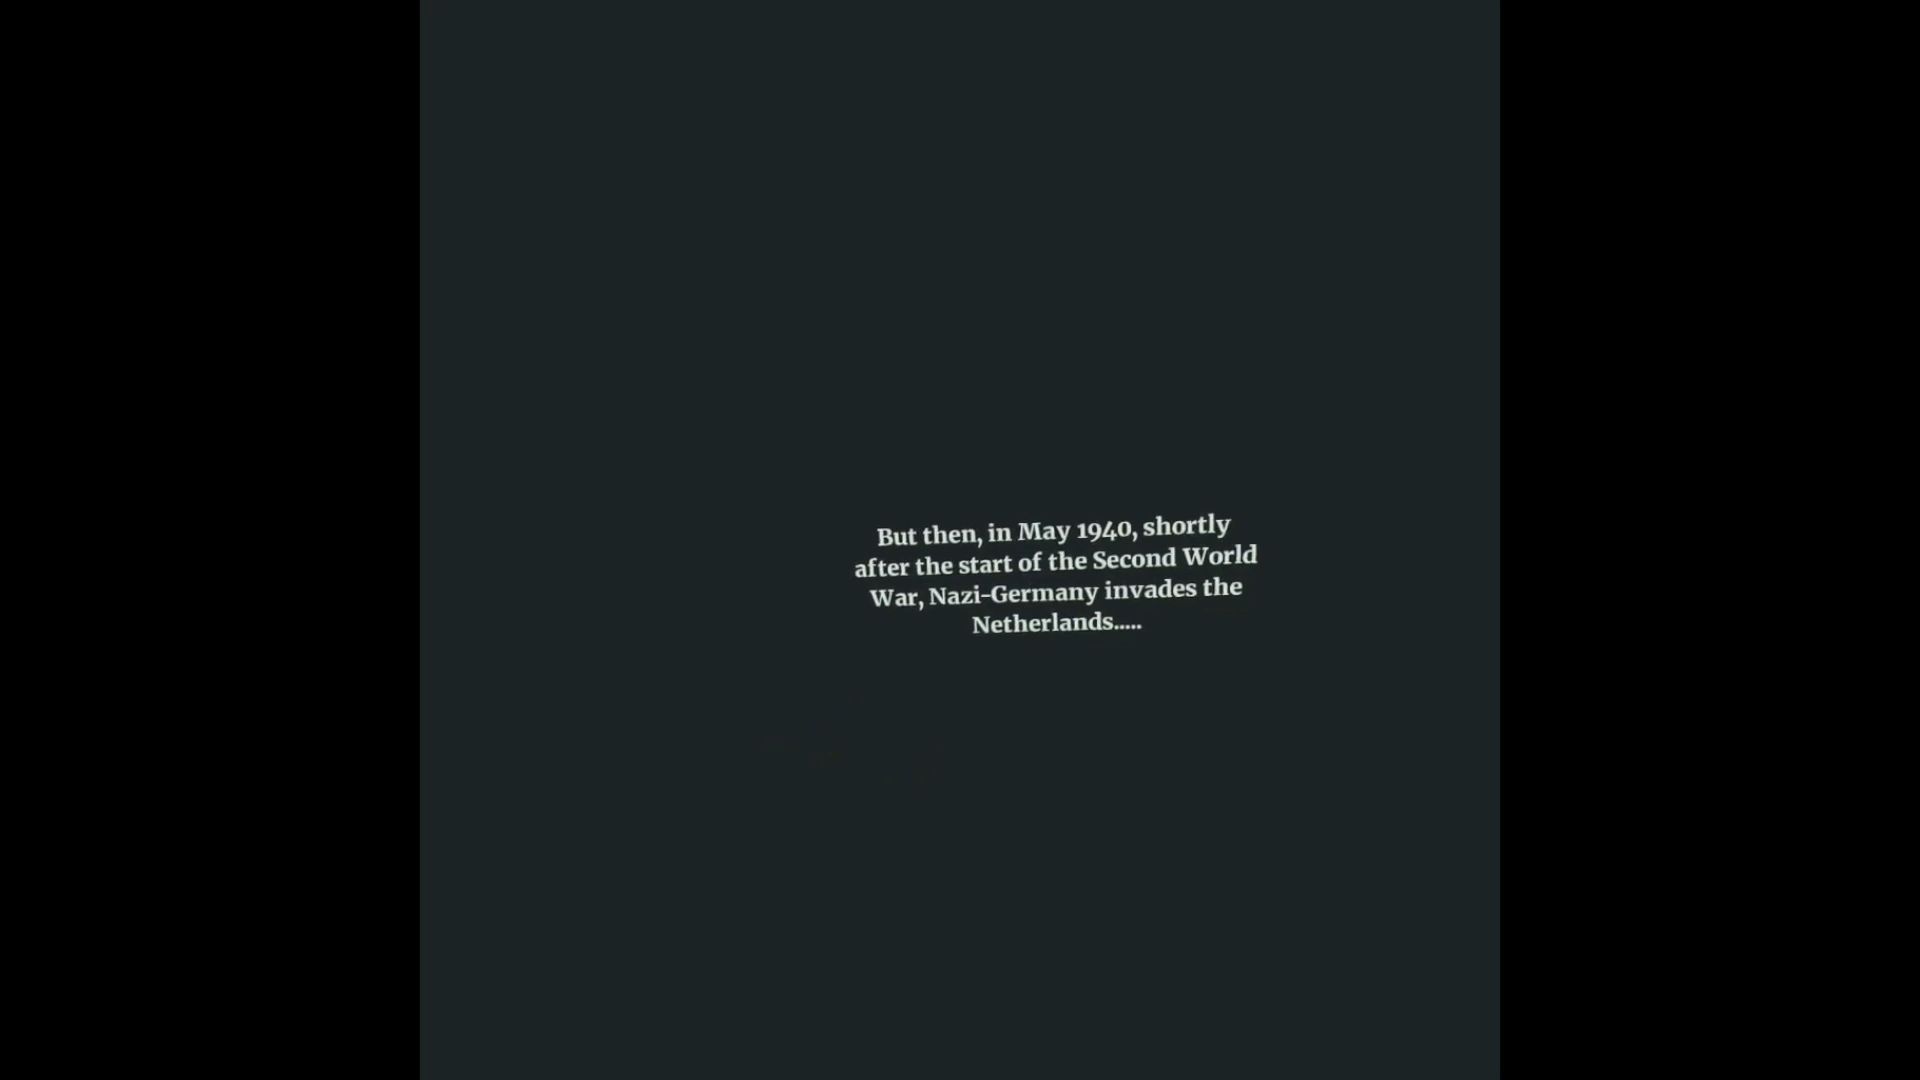 But then, in May 1940, shortly
after the start of the Second World
War, Nazi-Germany invades the
Netherlands.....